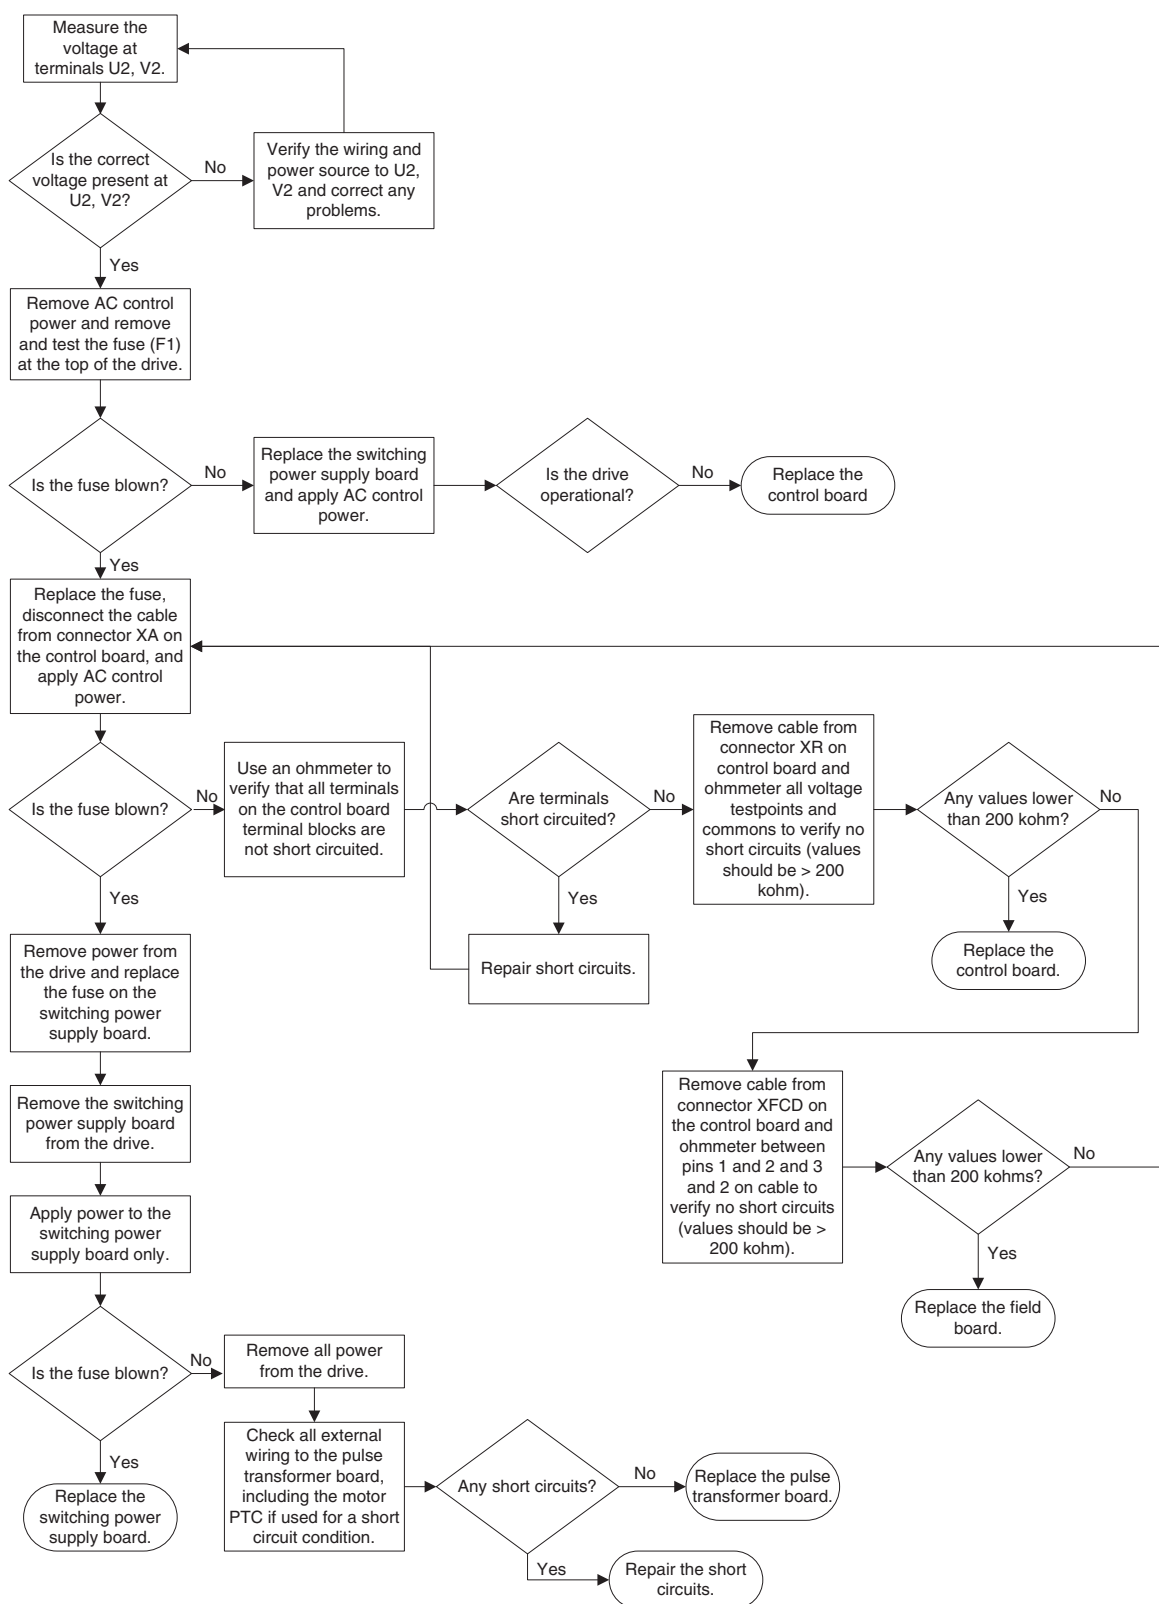 Measure the
voltage at
terminals U2, V2.
Is the correct
voltage present at
U2, V2?
No
Verify the wiring and
power source to U2,
V2 and correct any
problems.
Yes
Remove AC control
power and remove
and test the fuse (F1)
at the top of the drive.
Is the fuse blown?
No
Replace the switching
power supply board
and apply AC control
power.
Is the drive
operational?
No
Replace the
control board
Yes
Replace the fuse,
disconnect the cable
from connector XA on
the control board, and
apply AC control
power.
Is the fuse blown?
No
Use an ohmmeter to
verify that all terminals
on the control board
terminal blocks are
not short circuited.
Are terminals
short circuited?
No
Remove cable from
connector XR on
control board and
ohmmeter all voltage
testpoints and
commons to verify no
short circuits (values
should be > 200
kohm).
Any values lower
than 200 kohm?
No
Yes
Yes
Yes
Remove power from
the drive and replace
the fuse on the
switching power
supply board.
Repair short circuits.
Replace the
control board.
Remove the switching
power supply board
from the drive.
Remove cable from
connector XFCD on
the control board and
ohmmeter between
pins 1 and 2 and 3
and 2 on cable to
verify no short circuits
(values should be >
200 kohm).
Any values lower
than 200 kohms?
No
Yes
Replace the field
board.
Apply power to the
switching power
supply board only.
Is the fuse blown?
No
Remove all power
from the drive.
Check all external
wiring to the pulse
transformer board,
including the motor
PTC if used for a short
circuit condition.
Any short circuits?
No
Replace the pulse
transformer board.
Yes
Replace the
switching power
supply board.
Yes
Repair the short
circuits.